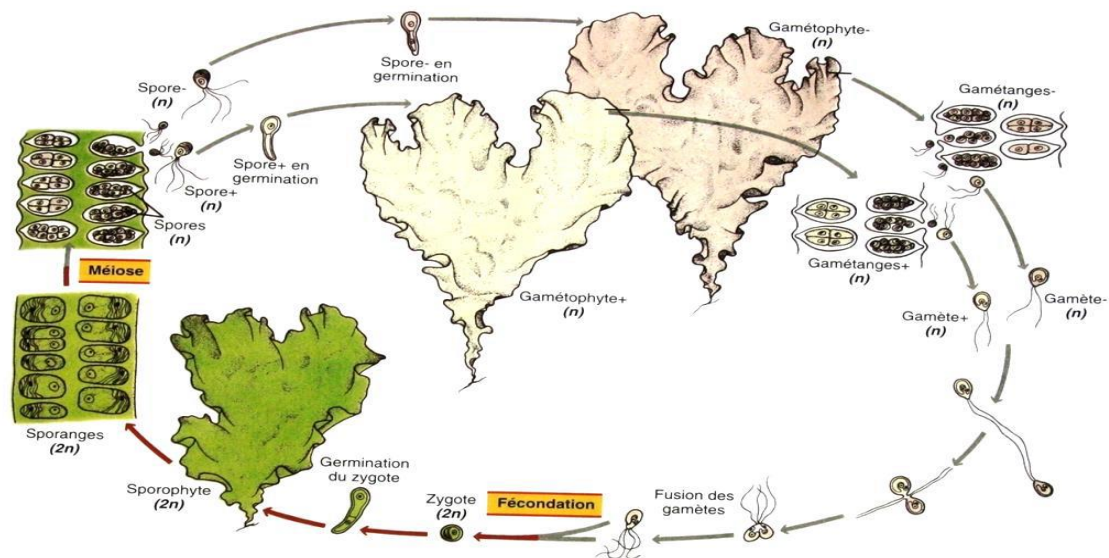 Gamétophyte-
(n)
Spore- en
germination
Spore-
(n)
Gamétanges-
(n)
Spore+ en
germination
Spore+
(n)
Spores
(n)
Méiose
Gamétanges+
(n)
Gamétophyte+
(n)
Gamète+
(n)
Gamète-
(n)
Sporanges
(2n)
Sporophyte
(2n)
Germination
du zygote
Zygote
(2n)
Fécondation
Fusion des
gamètes